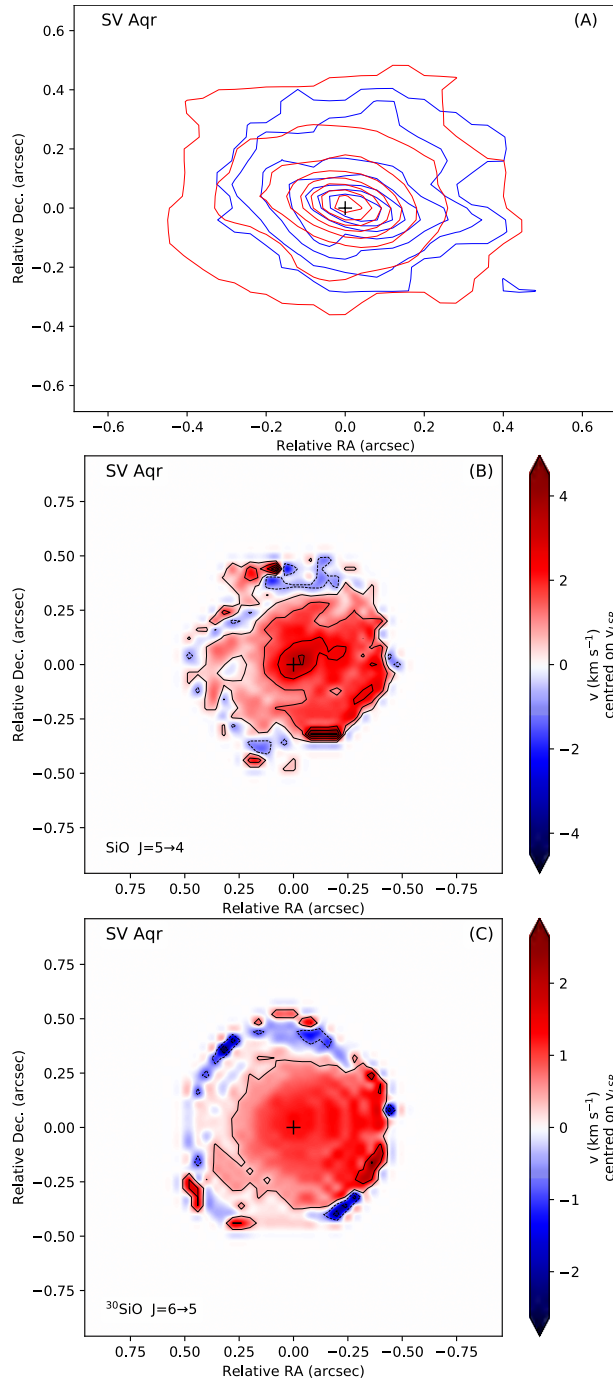 SV Aqr (A)
0.6
0.4
0.2
0.0
−0.2
−0.4
−0.6
Relative Dec. (arcsec)
−0.6 −0.4 −0.2 0.0 0.2 0.4 0.6
Relative RA (arcsec)
SV Aqr (B)
0.75
0.50
0.25
0.00
−0.25
−0.50
−0.75
Relative Dec. (arcsec)
SiO J=5→4
0.75 0.50 0.25 0.00 −0.25 −0.50 −0.75
Relative RA (arcsec)
4
2
0
−2
−4
v (km s⁻¹)
centred on v_LSR
SV Aqr (C)
0.75
0.50
0.25
0.00
−0.25
−0.50
−0.75
Relative Dec. (arcsec)
³⁰SiO J=6→5
0.75 0.50 0.25 0.00 −0.25 −0.50 −0.75
Relative RA (arcsec)
2
1
0
−1
−2
v (km s⁻¹)
centred on v_LSR